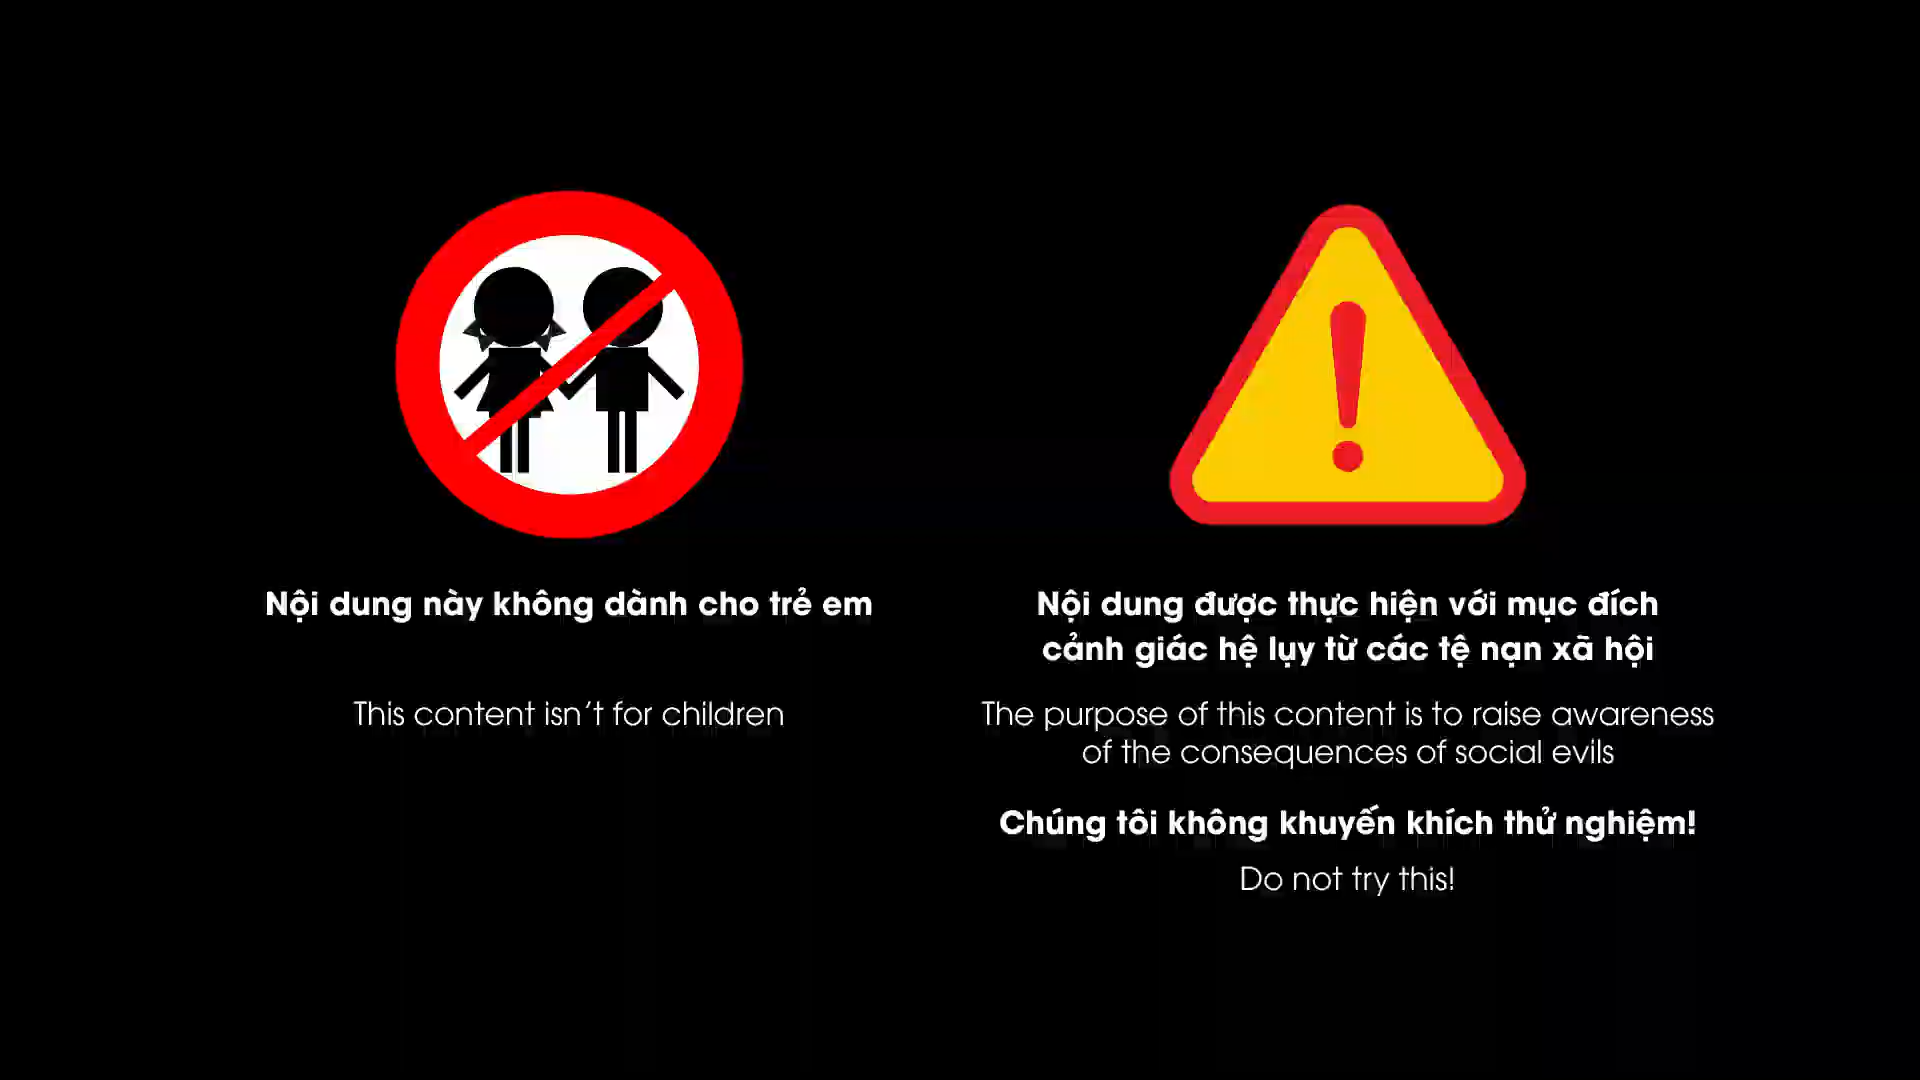 Nội dung này không dành cho trẻ em
This content isn't for children
Nội dung được thực hiện với mục đích
cảnh giác hệ lụy từ các tệ nạn xã hội
The purpose of this content is to raise awareness
of the consequences of social evils
Chúng tôi không khuyến khích thử nghiệm!
Do not try this!